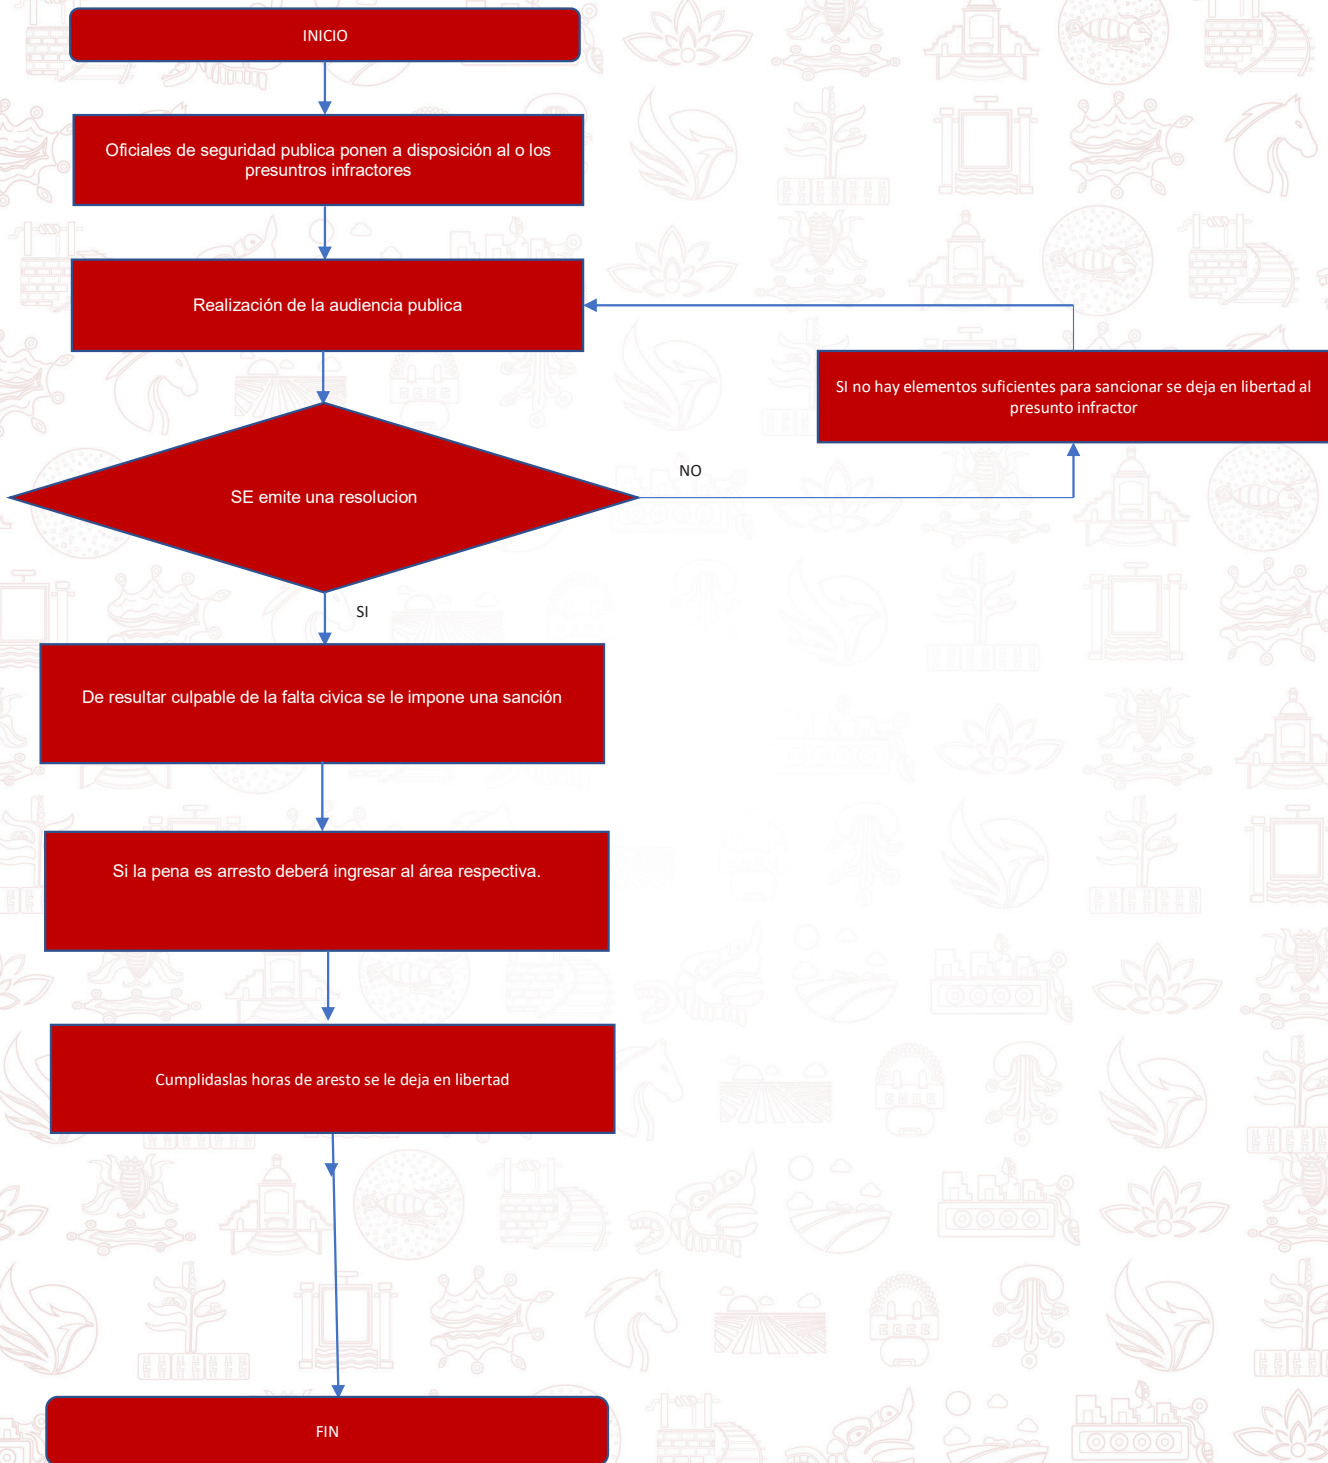 INICIO
Oficiales de seguridad publica ponen a disposición al o los
presuntros infractores
Realización de la audiencia publica
SI no hay elementos suficientes para sancionar se deja en libertad al
presunto infractor
NO
SE emite una resolucion
SI
De resultar culpable de la falta civica se le impone una sanción
Si la pena es arresto deberá ingresar al área respectiva.
Cumplidaslas horas de aresto se le deja en libertad
FIN